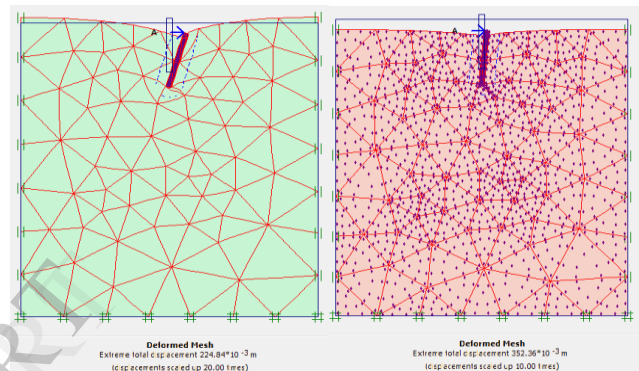 A
A
Deformed Mesh
Extreme total displacement 224.84*10 -3 m
(displacements scaled up 20.00 times)
Deformed Mesh
Extreme total displacement 352.36*10 -3 m
(displacements scaled up 10.00 times)